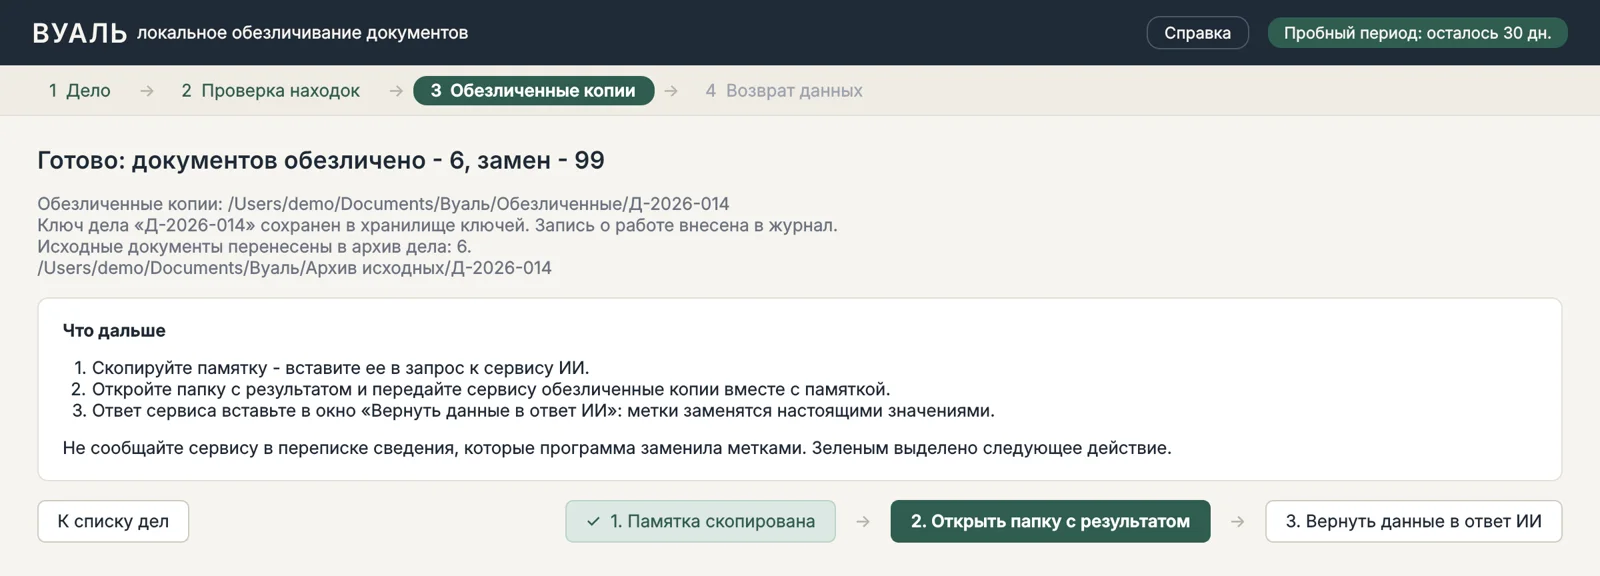 ВУАЛЬ локальное обезличивание документов
Справка
Пробный период: осталось 30 дн.
1 Дело → 2 Проверка находок → 3 Обезличенные копии → 4 Возврат данных
Готово: документов обезличено - 6, замен - 99
Обезличенные копии: /Users/demo/Documents/Вуаль/Обезличенные/Д-2026-014
Ключ дела «Д-2026-014» сохранен в хранилище ключей. Запись о работе внесена в журнал.
Исходные документы перенесены в архив дела: 6.
/Users/demo/Documents/Вуаль/Архив исходных/Д-2026-014
Что дальше
1. Скопируйте памятку - вставьте ее в запрос к сервису ИИ.
2. Откройте папку с результатом и передайте сервису обезличенные копии вместе с памяткой.
3. Ответ сервиса вставьте в окно «Вернуть данные в ответ ИИ»: метки заменятся настоящими значениями.
Не сообщайте сервису в переписке сведения, которые программа заменила метками. Зеленым выделено следующее действие.
К списку дел
✓ 1. Памятка скопирована → 2. Открыть папку с результатом → 3. Вернуть данные в ответ ИИ